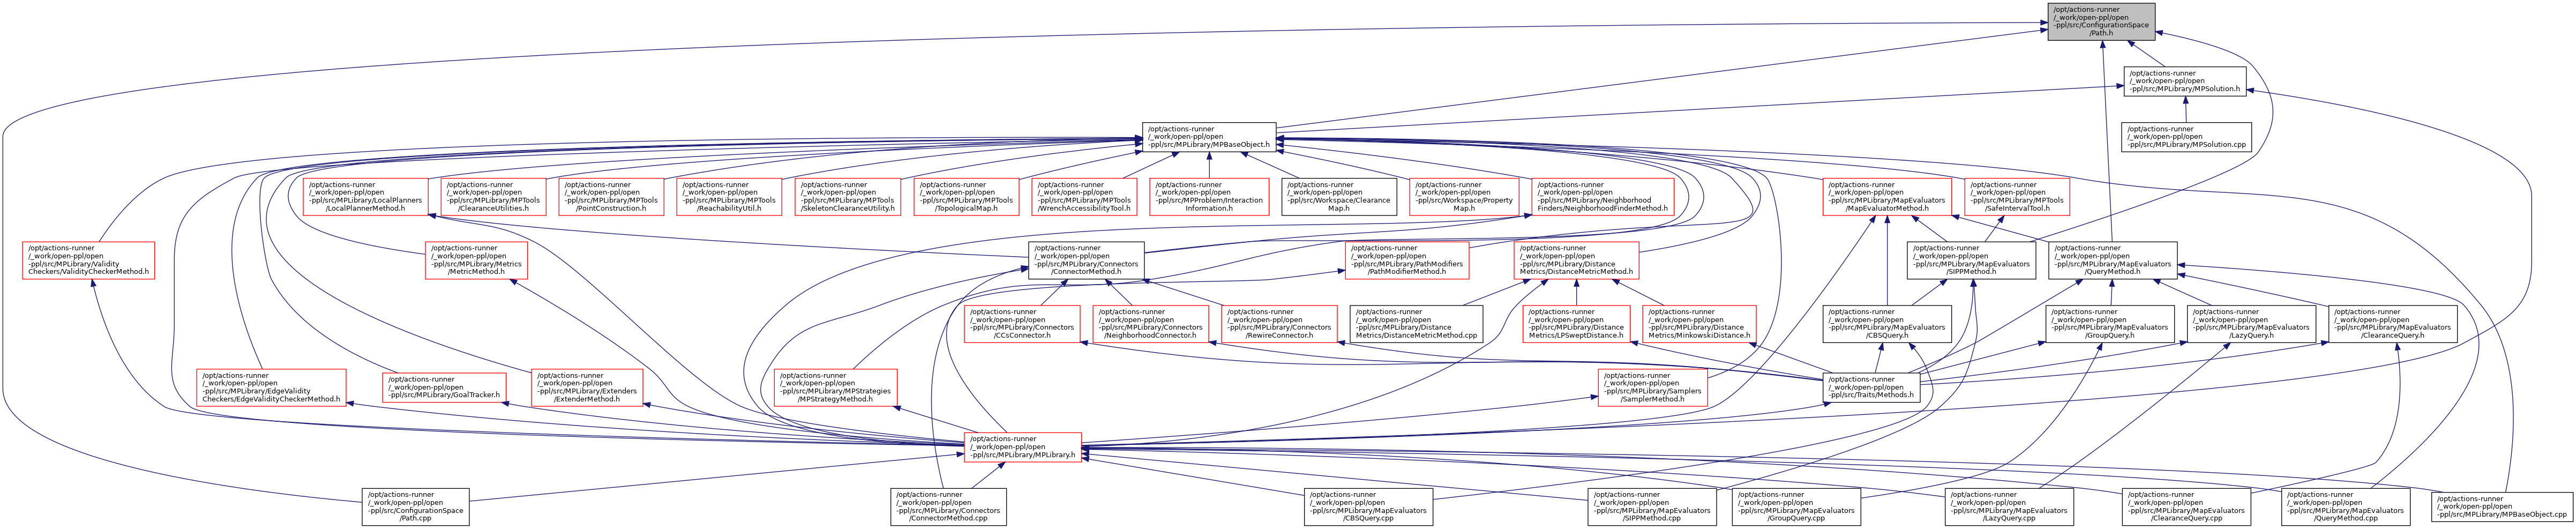 /opt/actions-runner
/_work/open-ppl/open
-ppl/src/ConfigurationSpace
/Path.h
/opt/actions-runner
/_work/open-ppl/open
-ppl/src/MPLibrary/MPSolution.h
/opt/actions-runner
/_work/open-ppl/open
-ppl/src/MPLibrary/MPBaseObject.h
/opt/actions-runner
/_work/open-ppl/open
-ppl/src/MPLibrary/MPSolution.cpp
/opt/actions-runner
/_work/open-ppl/open
-ppl/src/MPLibrary/LocalPlanners
/LocalPlannerMethod.h
/opt/actions-runner
/_work/open-ppl/open
-ppl/src/MPLibrary/MPTools
/ClearanceUtilities.h
/opt/actions-runner
/_work/open-ppl/open
-ppl/src/MPLibrary/MPTools
/PointConstruction.h
/opt/actions-runner
/_work/open-ppl/open
-ppl/src/MPLibrary/MPTools
/ReachabilityUtil.h
/opt/actions-runner
/_work/open-ppl/open
-ppl/src/MPLibrary/MPTools
/SkeletonClearanceUtility.h
/opt/actions-runner
/_work/open-ppl/open
-ppl/src/MPLibrary/MPTools
/TopologicalMap.h
/opt/actions-runner
/_work/open-ppl/open
-ppl/src/MPLibrary/MPTools
/WrenchAccessibilityTool.h
/opt/actions-runner
/_work/open-ppl/open
-ppl/src/MPProblem/Interaction
Information.h
/opt/actions-runner
/_work/open-ppl/open
-ppl/src/Workspace/Clearance
Map.h
/opt/actions-runner
/_work/open-ppl/open
-ppl/src/Workspace/Property
Map.h
/opt/actions-runner
/_work/open-ppl/open
-ppl/src/MPLibrary/Neighborhood
Finders/NeighborhoodFinderMethod.h
/opt/actions-runner
/_work/open-ppl/open
-ppl/src/MPLibrary/MapEvaluators
/MapEvaluatorMethod.h
/opt/actions-runner
/_work/open-ppl/open
-ppl/src/MPLibrary/MPTools
/SafeIntervalTool.h
/opt/actions-runner
/_work/open-ppl/open
-ppl/src/MPLibrary/Validity
Checkers/ValidityCheckerMethod.h
/opt/actions-runner
/_work/open-ppl/open
-ppl/src/MPLibrary/Metrics
/MetricMethod.h
/opt/actions-runner
/_work/open-ppl/open
-ppl/src/MPLibrary/Connectors
/ConnectorMethod.h
/opt/actions-runner
/_work/open-ppl/open
-ppl/src/MPLibrary/PathModifiers
/PathModifierMethod.h
/opt/actions-runner
/_work/open-ppl/open
-ppl/src/MPLibrary/Distance
Metrics/DistanceMetricMethod.h
/opt/actions-runner
/_work/open-ppl/open
-ppl/src/MPLibrary/MapEvaluators
/SIPPMethod.h
/opt/actions-runner
/_work/open-ppl/open
-ppl/src/MPLibrary/MapEvaluators
/QueryMethod.h
/opt/actions-runner
/_work/open-ppl/open
-ppl/src/MPLibrary/Connectors
/CCsConnector.h
/opt/actions-runner
/_work/open-ppl/open
-ppl/src/MPLibrary/Connectors
/NeighborhoodConnector.h
/opt/actions-runner
/_work/open-ppl/open
-ppl/src/MPLibrary/Connectors
/RewireConnector.h
/opt/actions-runner
/_work/open-ppl/open
-ppl/src/MPLibrary/Distance
Metrics/DistanceMetricMethod.cpp
/opt/actions-runner
/_work/open-ppl/open
-ppl/src/MPLibrary/Distance
Metrics/LPSweptDistance.h
/opt/actions-runner
/_work/open-ppl/open
-ppl/src/MPLibrary/Distance
Metrics/MinkowskiDistance.h
/opt/actions-runner
/_work/open-ppl/open
-ppl/src/MPLibrary/MapEvaluators
/CBSQuery.h
/opt/actions-runner
/_work/open-ppl/open
-ppl/src/MPLibrary/MapEvaluators
/GroupQuery.h
/opt/actions-runner
/_work/open-ppl/open
-ppl/src/MPLibrary/MapEvaluators
/LazyQuery.h
/opt/actions-runner
/_work/open-ppl/open
-ppl/src/MPLibrary/MapEvaluators
/ClearanceQuery.h
/opt/actions-runner
/_work/open-ppl/open
-ppl/src/MPLibrary/EdgeValidity
Checkers/EdgeValidityCheckerMethod.h
/opt/actions-runner
/_work/open-ppl/open
-ppl/src/MPLibrary/GoalTracker.h
/opt/actions-runner
/_work/open-ppl/open
-ppl/src/MPLibrary/Extenders
/ExtenderMethod.h
/opt/actions-runner
/_work/open-ppl/open
-ppl/src/MPLibrary/MPStrategies
/MPStrategyMethod.h
/opt/actions-runner
/_work/open-ppl/open
-ppl/src/MPLibrary/Samplers
/SamplerMethod.h
/opt/actions-runner
/_work/open-ppl/open
-ppl/src/Traits/Methods.h
/opt/actions-runner
/_work/open-ppl/open
-ppl/src/MPLibrary/MPLibrary.h
/opt/actions-runner
/_work/open-ppl/open
-ppl/src/ConfigurationSpace
/Path.cpp
/opt/actions-runner
/_work/open-ppl/open
-ppl/src/MPLibrary/Connectors
/ConnectorMethod.cpp
/opt/actions-runner
/_work/open-ppl/open
-ppl/src/MPLibrary/MapEvaluators
/CBSQuery.cpp
/opt/actions-runner
/_work/open-ppl/open
-ppl/src/MPLibrary/MapEvaluators
/SIPPMethod.cpp
/opt/actions-runner
/_work/open-ppl/open
-ppl/src/MPLibrary/MapEvaluators
/GroupQuery.cpp
/opt/actions-runner
/_work/open-ppl/open
-ppl/src/MPLibrary/MapEvaluators
/LazyQuery.cpp
/opt/actions-runner
/_work/open-ppl/open
-ppl/src/MPLibrary/MapEvaluators
/ClearanceQuery.cpp
/opt/actions-runner
/_work/open-ppl/open
-ppl/src/MPLibrary/MapEvaluators
/QueryMethod.cpp
/opt/actions-runner
/_work/open-ppl/open
-ppl/src/MPLibrary/MPBaseObject.cpp